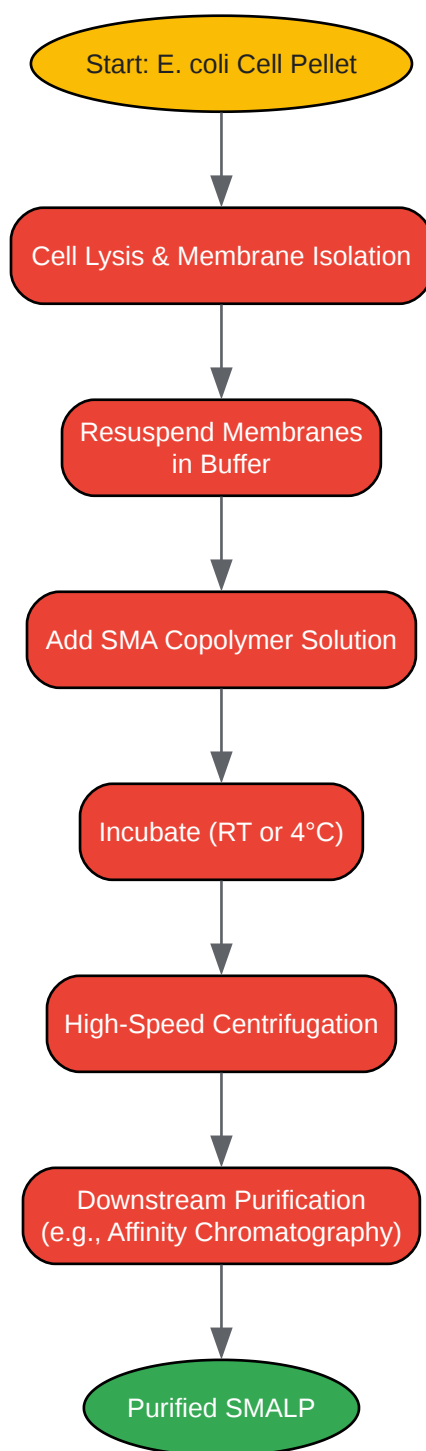 Start: E. coli Cell Pellet
Cell Lysis & Membrane Isolation
Resuspend Membranes
in Buffer
Add SMA Copolymer Solution
Incubate (RT or 4°C)
High-Speed Centrifugation
Downstream Purification
(e.g., Affinity Chromatography)
Purified SMALP